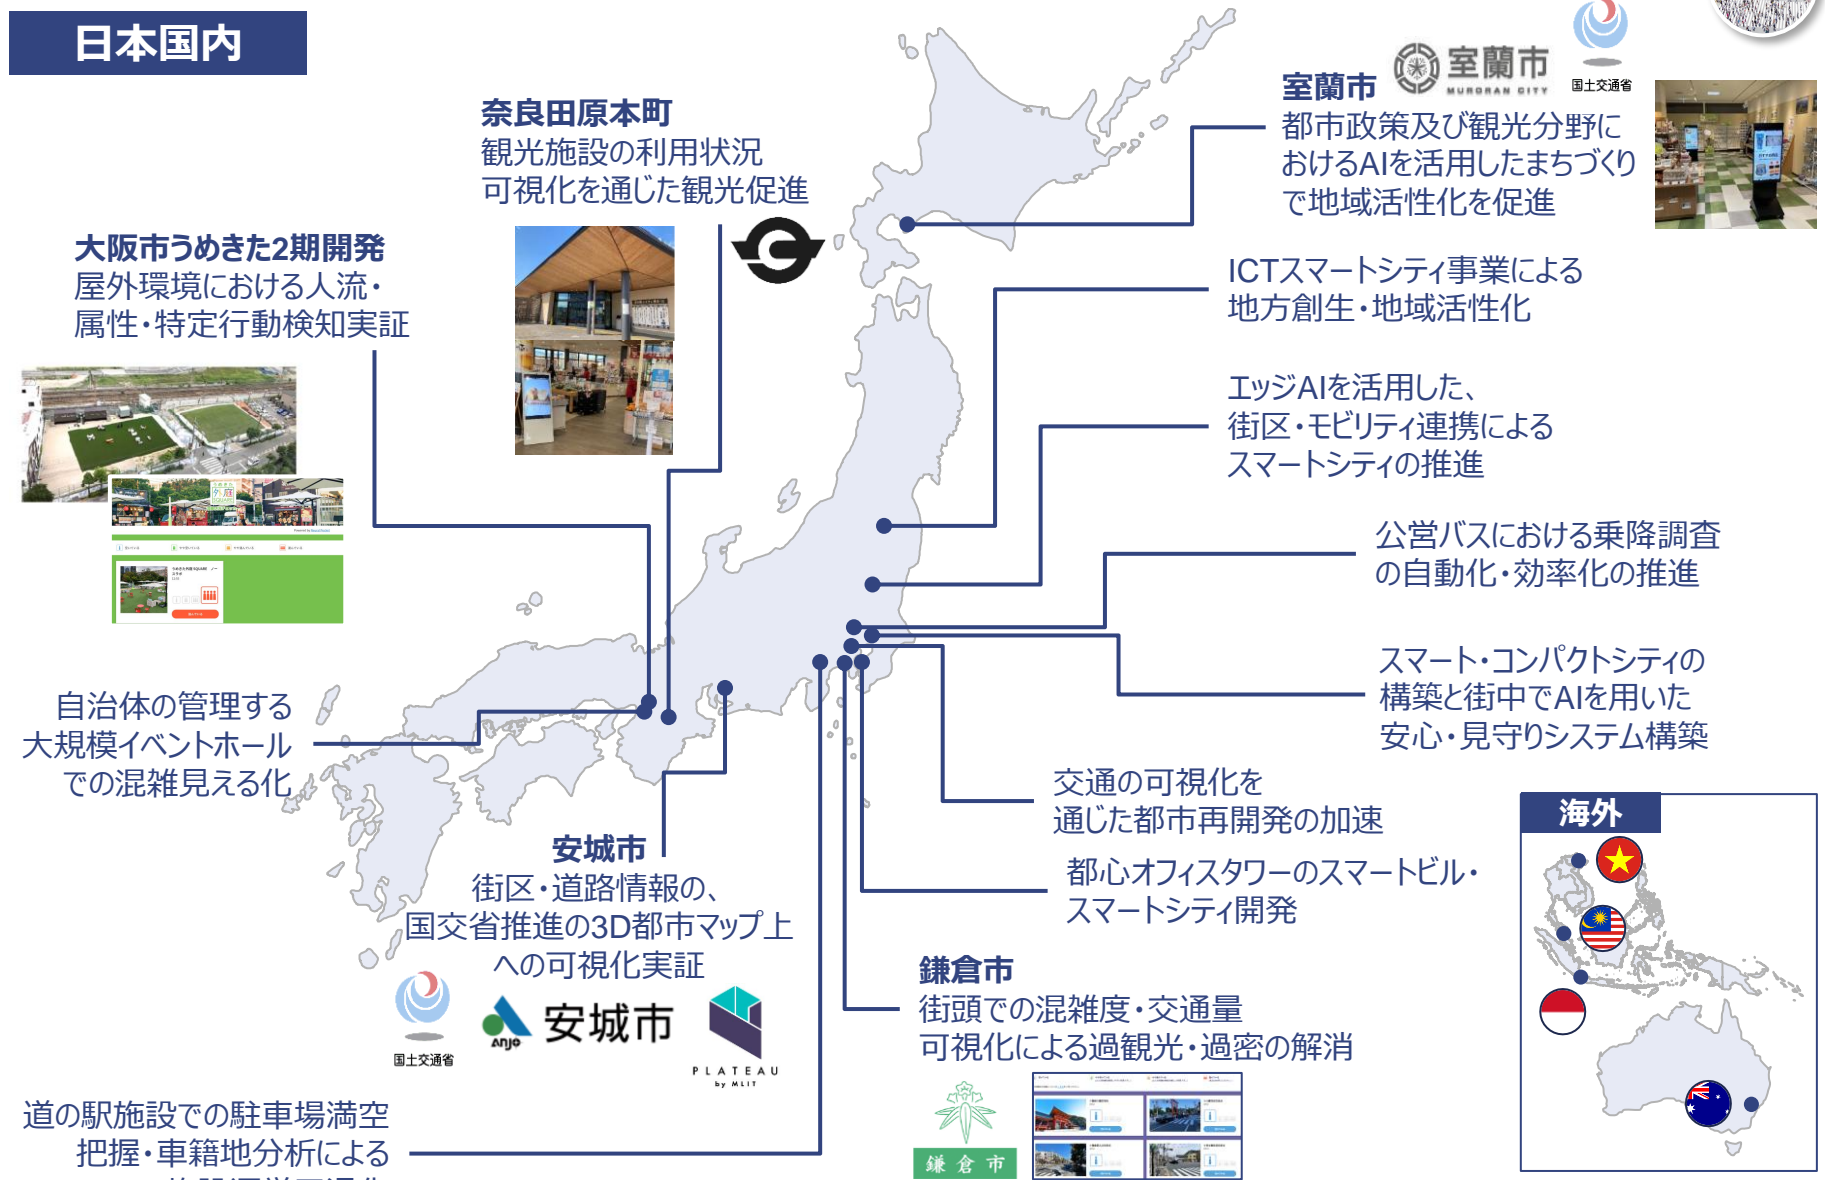 日本国内
奈良田原本町
観光施設の利用状況
可視化を通じた観光促進
室蘭市
室蘭市
MURORAN CITY
国土交通省
都市政策及び観光分野に
おけるAIを活用したまちづくり
で地域活性化を促進
大阪市うめきた2期開発
屋外環境における人流・
属性・特定行動検知実証
ICTスマートシティ事業による
地方創生・地域活性化
エッジAIを活用した、
街区・モビリティ連携による
スマートシティの推進
公営バスにおける乗降調査
の自動化・効率化の推進
スマート・コンパクトシティの
構築と街中でAIを用いた
安心・見守りシステム構築
自治体の管理する
大規模イベントホール
での混雑見える化
交通の可視化を
通じた都市再開発の加速
都心オフィスタワーのスマートビル・
スマートシティ開発
海外
安城市
街区・道路情報の、
国交省推進の3D都市マップ上
への可視化実証
国土交通省
ANJO
安城市
PLATEAU
by MLIT
鎌倉市
街頭での混雑度・交通量
可視化による過観光・過密の解消
鎌倉市
道の駅施設での駐車場満空
把握・車籍地分析による